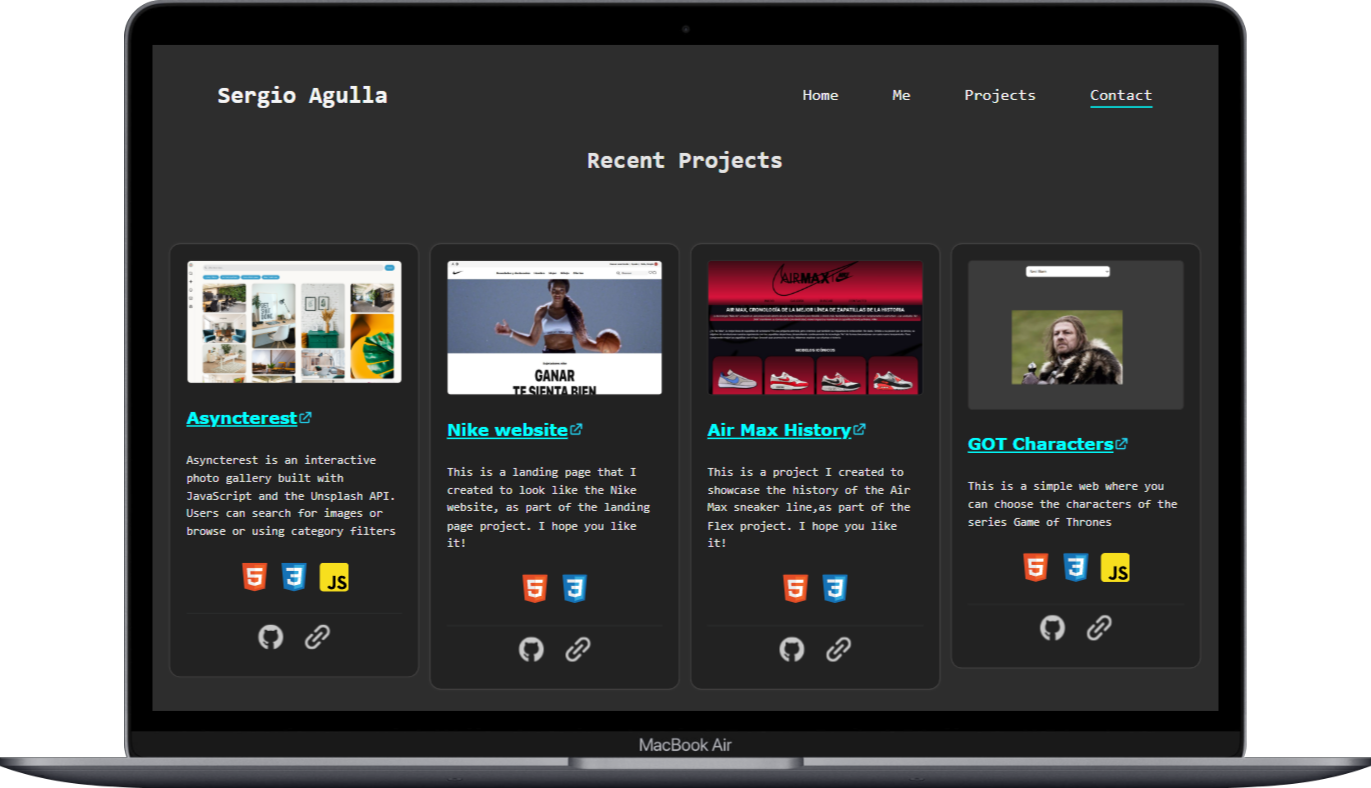 Sergio Agulla
Home
Me
Projects
Contact
Recent Projects
Asyncterest
Asyncterest is an interactive
photo gallery built with
JavaScript and the Unsplash API.
Users can search for images or
browse or using category filters
JS
GANAR
TE SIENTA BIEN
Nike website
This is a landing page that I
created to look like the Nike
website, as part of the landing
page project. I hope you like
it!
AIRMAX
AIR MAX, CRONOLOGÍA DE LA MEJOR LÍNEA DE ZAPATILLAS DE LA HISTORIA
MODELOS ICÓNICOS
Air Max History
This is a project I created to
showcase the history of the Air
Max sneaker line,as part of the
Flex project. I hope you like
it!
GOT Characters
This is a simple web where you
can choose the characters of the
series Game of Thrones
JS
MacBook Air